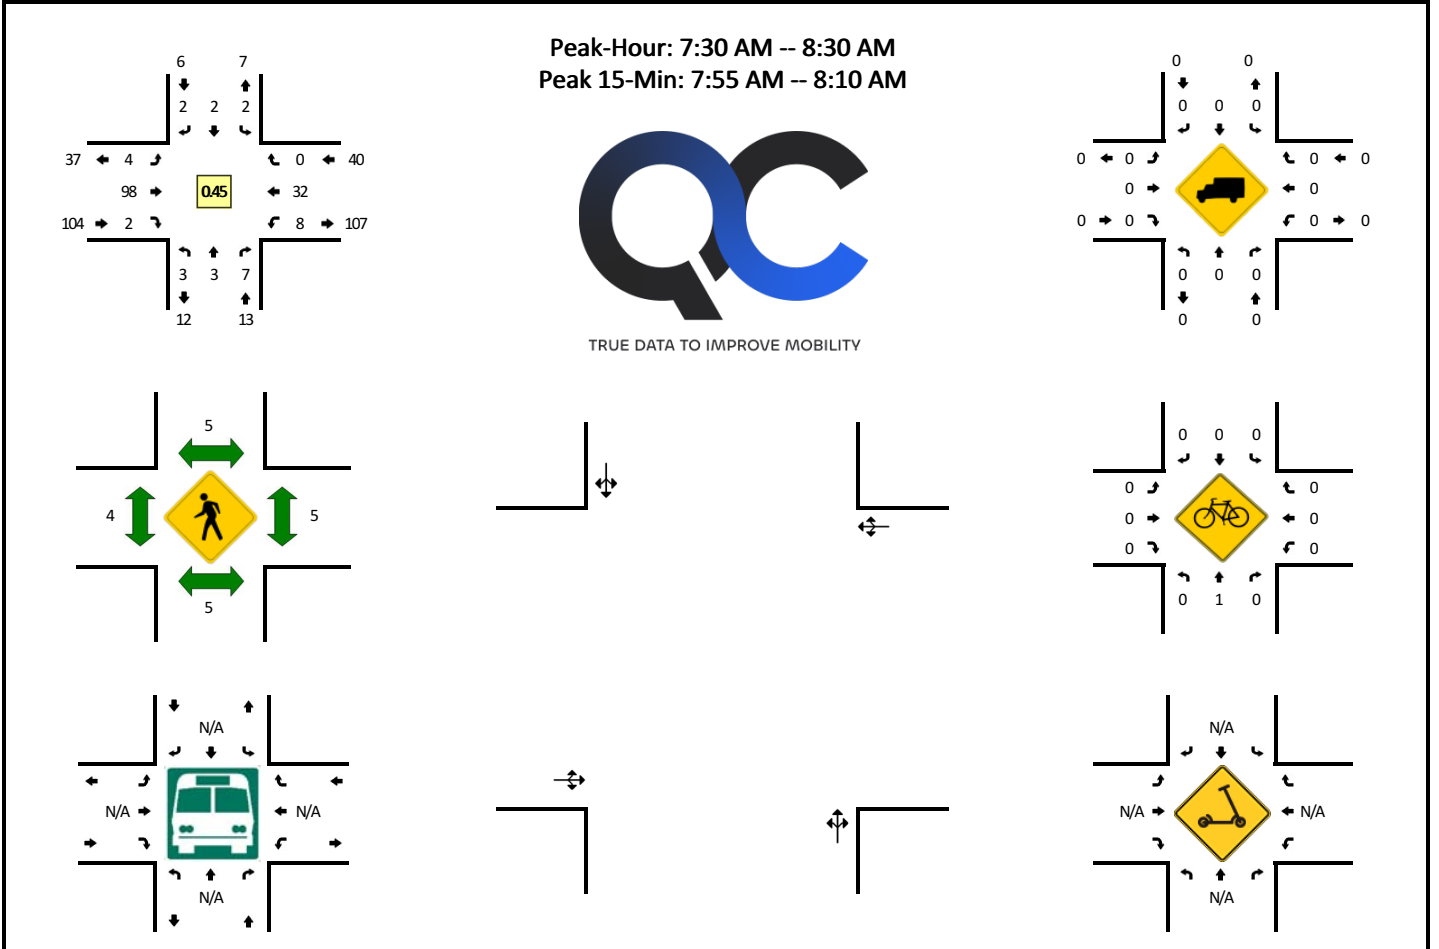 Peak-Hour: 7:30 AM -- 8:30 AM
Peak 15-Min: 7:55 AM -- 8:10 AM
6 7
2 2 2
37 4 0 40
98 0.45 32
104 2 8 107
3 3 7
12 13
TRUE DATA TO IMPROVE MOBILITY
0 0
0 0 0
0 0 0 0
0 0
0 0 0 0
0 0 0
0 0
5
4 5
5
0 0 0
0 0
0 0
0 0
0 1 0
N/A
N/A N/A
N/A
N/A
N/A N/A
N/A